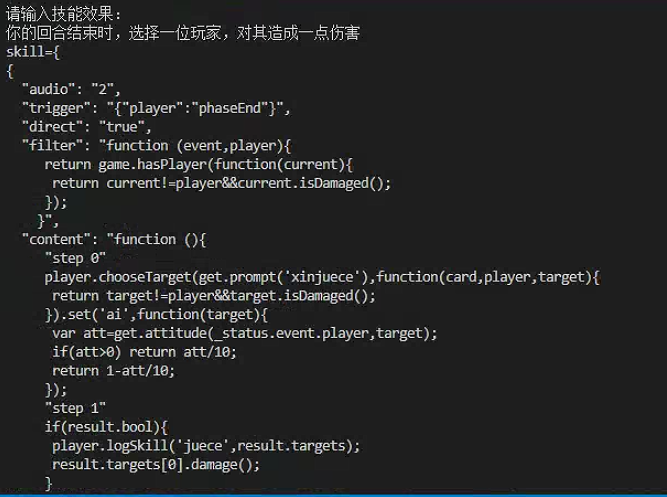 请输入技能效果:
你的回合结束时，选择一位玩家，对其造成一点伤害
skill={
{
  "audio": "2",
  "trigger": "{"player":"phaseEnd"}",
  "direct": "true",
  "filter": "function (event,player){
     return game.hasPlayer(function(current){
      return current!=player&&current.isDamaged();
     });
    }",
  "content": "function (){
     "step 0"
     player.chooseTarget(get.prompt('xinjuece'),function(card,player,target){
      return target!=player&&target.isDamaged();
     }).set('ai',function(target){
      var att=get.attitude(_status.event.player,target);
      if(att>0) return att/10;
      return 1-att/10;
     });
     "step 1"
     if(result.bool){
      player.logSkill('juece',result.targets);
      result.targets[0].damage();
     }